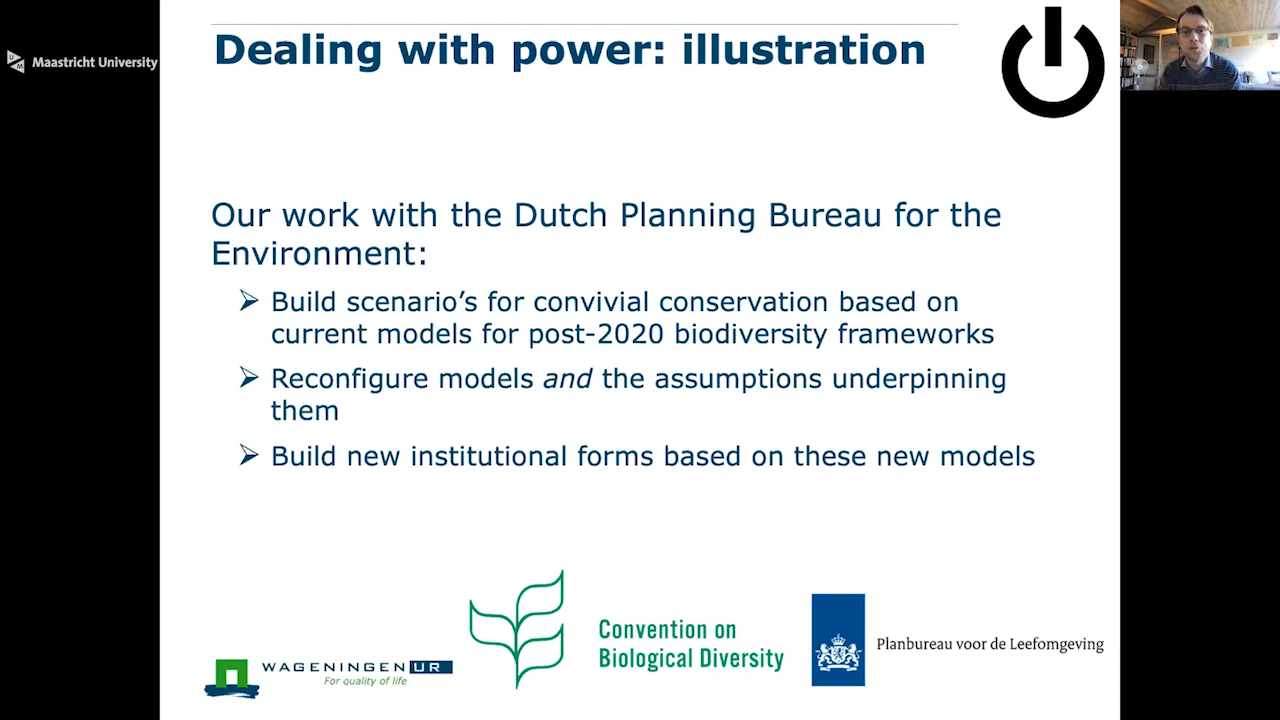 Maastricht University
Dealing with power: illustration
Our work with the Dutch Planning Bureau for the
Environment:
Build scenario's for convivial conservation based on
current models for post-2020 biodiversity frameworks
Reconfigure models and the assumptions underpinning
them
Build new institutional forms based on these new models
WAGENINGEN UR
For quality of life
Convention on
Biological Diversity
Planbureau voor de Leefomgeving